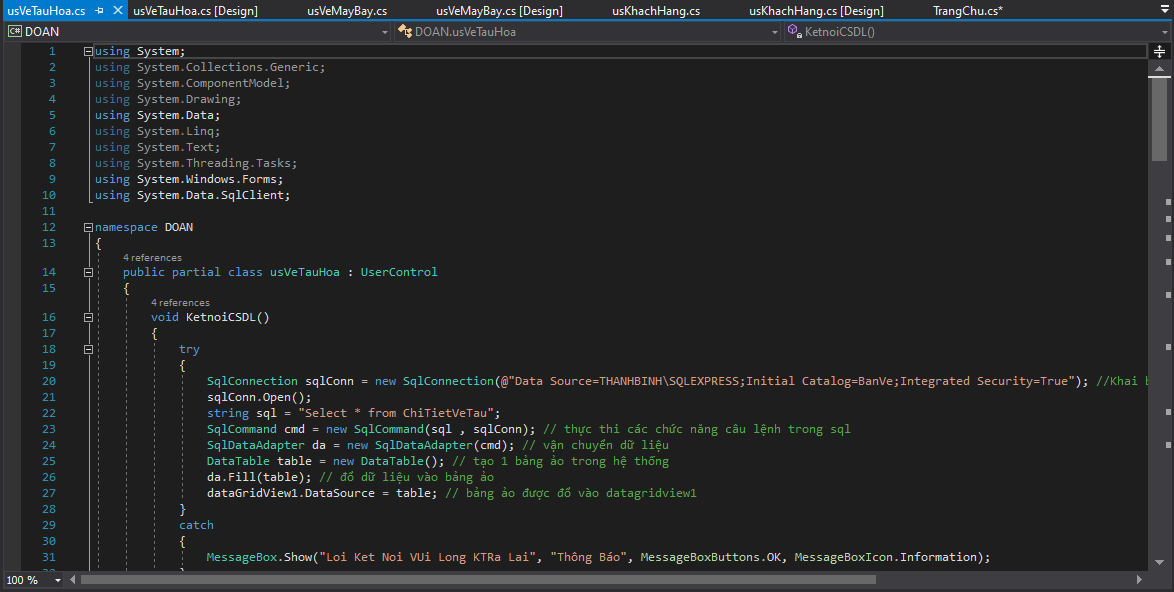 usVeTauHoa.cs usVeTauHoa.cs [Design] usVeMayBay.cs usVeMayBay.cs [Design] usKhachHang.cs usKhachHang.cs [Design] TrangChu.cs*
C# DOAN DOAN.usVeTauHoa KetnoiCSDL()
1 using System;
2 using System.Collections.Generic;
3 using System.ComponentModel;
4 using System.Drawing;
5 using System.Data;
6 using System.Linq;
7 using System.Text;
8 using System.Threading.Tasks;
9 using System.Windows.Forms;
10 using System.Data.SqlClient;
11
12 namespace DOAN
13 {
4 references
14 public partial class usVeTauHoa : UserControl
15 {
4 references
16 void KetnoiCSDL()
17 {
18 try
19 {
20 SqlConnection sqlConn = new SqlConnection(@"Data Source=THANHBINH\SQLEXPRESS;Initial Catalog=BanVe;Integrated Security=True"); //Khai
21 sqlConn.Open();
22 string sql = "Select * from ChiTietVeTau";
23 SqlCommand cmd = new SqlCommand(sql , sqlConn); // thực thi các chức năng câu lệnh trong sql
24 SqlDataAdapter da = new SqlDataAdapter(cmd); // vận chuyển dữ liệu
25 DataTable table = new DataTable(); // tạo 1 bảng ảo trong hệ thống
26 da.Fill(table); // đổ dữ liệu vào bảng ảo
27 dataGridView1.DataSource = table; // bảng ảo được đổ vào datagridview1
28 }
29 catch
30 {
31 MessageBox.Show("Loi Ket Noi VUi Long KTRa Lai", "Thông Báo", MessageBoxButtons.OK, MessageBoxIcon.Information);
100 %